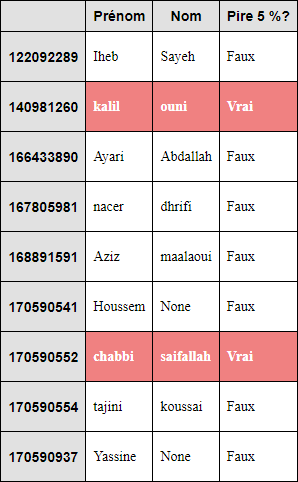 Prénom Nom Pire 5 %?
122092289 Iheb Sayeh Faux
140981260 kalil ouni Vrai
166433890 Ayari Abdallah Faux
167805981 nacer dhrifi Faux
168891591 Aziz maalaoui Faux
170590541 Houssem None Faux
170590552 chabbi saifallah Vrai
170590554 tajini koussai Faux
170590937 Yassine None Faux